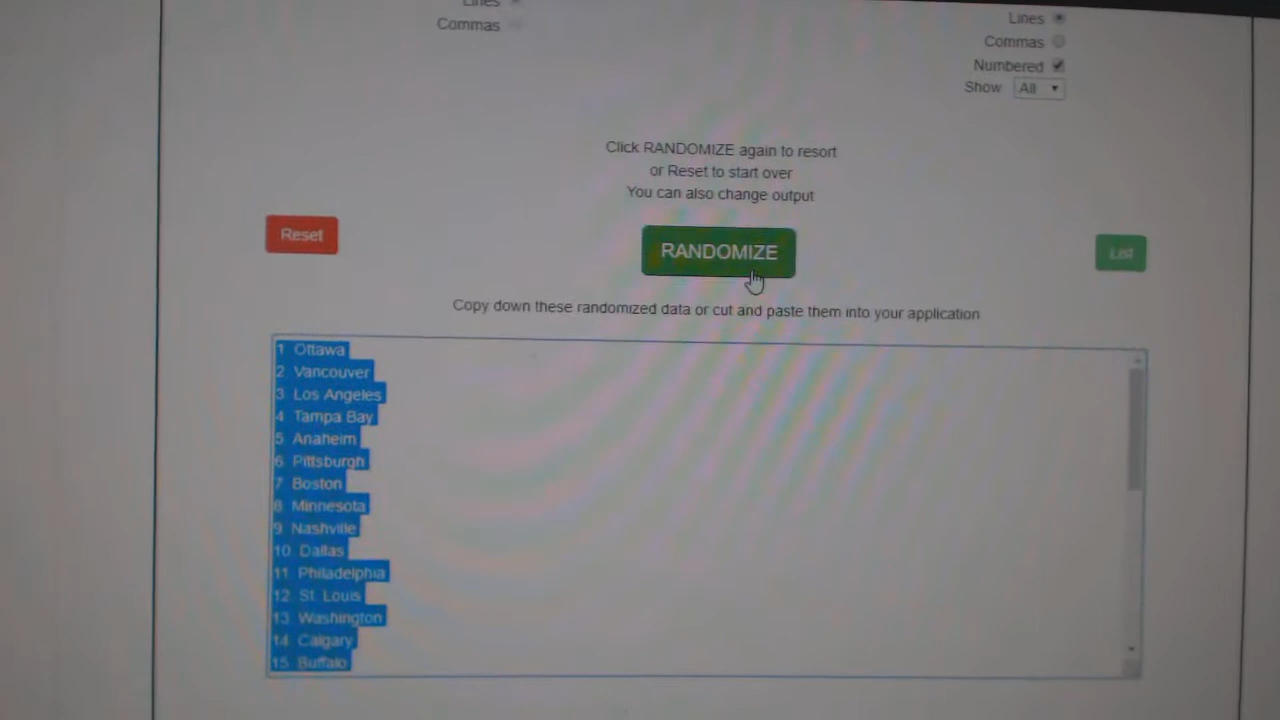 Lines
Commas
Lines
Commas
Numbered
Show All
Click RANDOMIZE again to resort
or Reset to start over
You can also change output
Reset
RANDOMIZE
List
Copy down these randomized data or cut and paste them into your application
1 Ottawa
2 Vancouver
3 Los Angeles
4 Tampa Bay
5 Anaheim
6 Pittsburgh
7 Boston
8 Minnesota
9 Nashville
10 Dallas
11 Philadelphia
12 St. Louis
13 Washington
14 Calgary
15 Buffalo